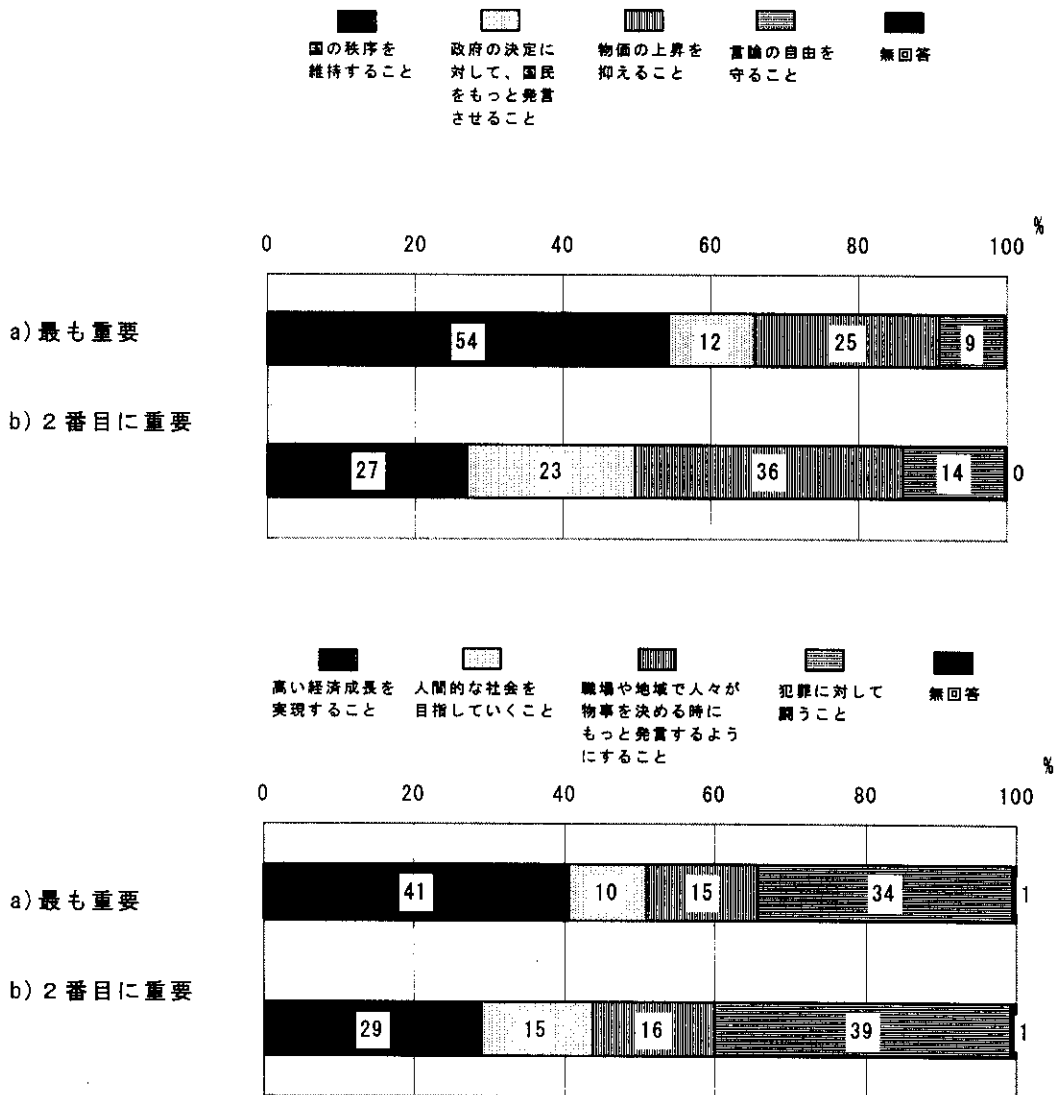 国の秩序を
維持すること
政府の決定に
対して、国民
をもっと発言
させること
物価の上昇を
抑えること
言論の自由を
守ること
無回答
%
0 20 40 60 80 100
a)最も重要
54 12 25 9
b)2番目に重要
27 23 36 14 0
高い経済成長を
実現すること
人間的な社会を
目指していくこと
職場や地域で人々が
物事を決める時に
もっと発言するよう
にすること
犯罪に対して
闘うこと
無回答
%
0 20 40 60 80 100
a)最も重要
41 10 15 34 1
b)2番目に重要
29 15 16 39 1